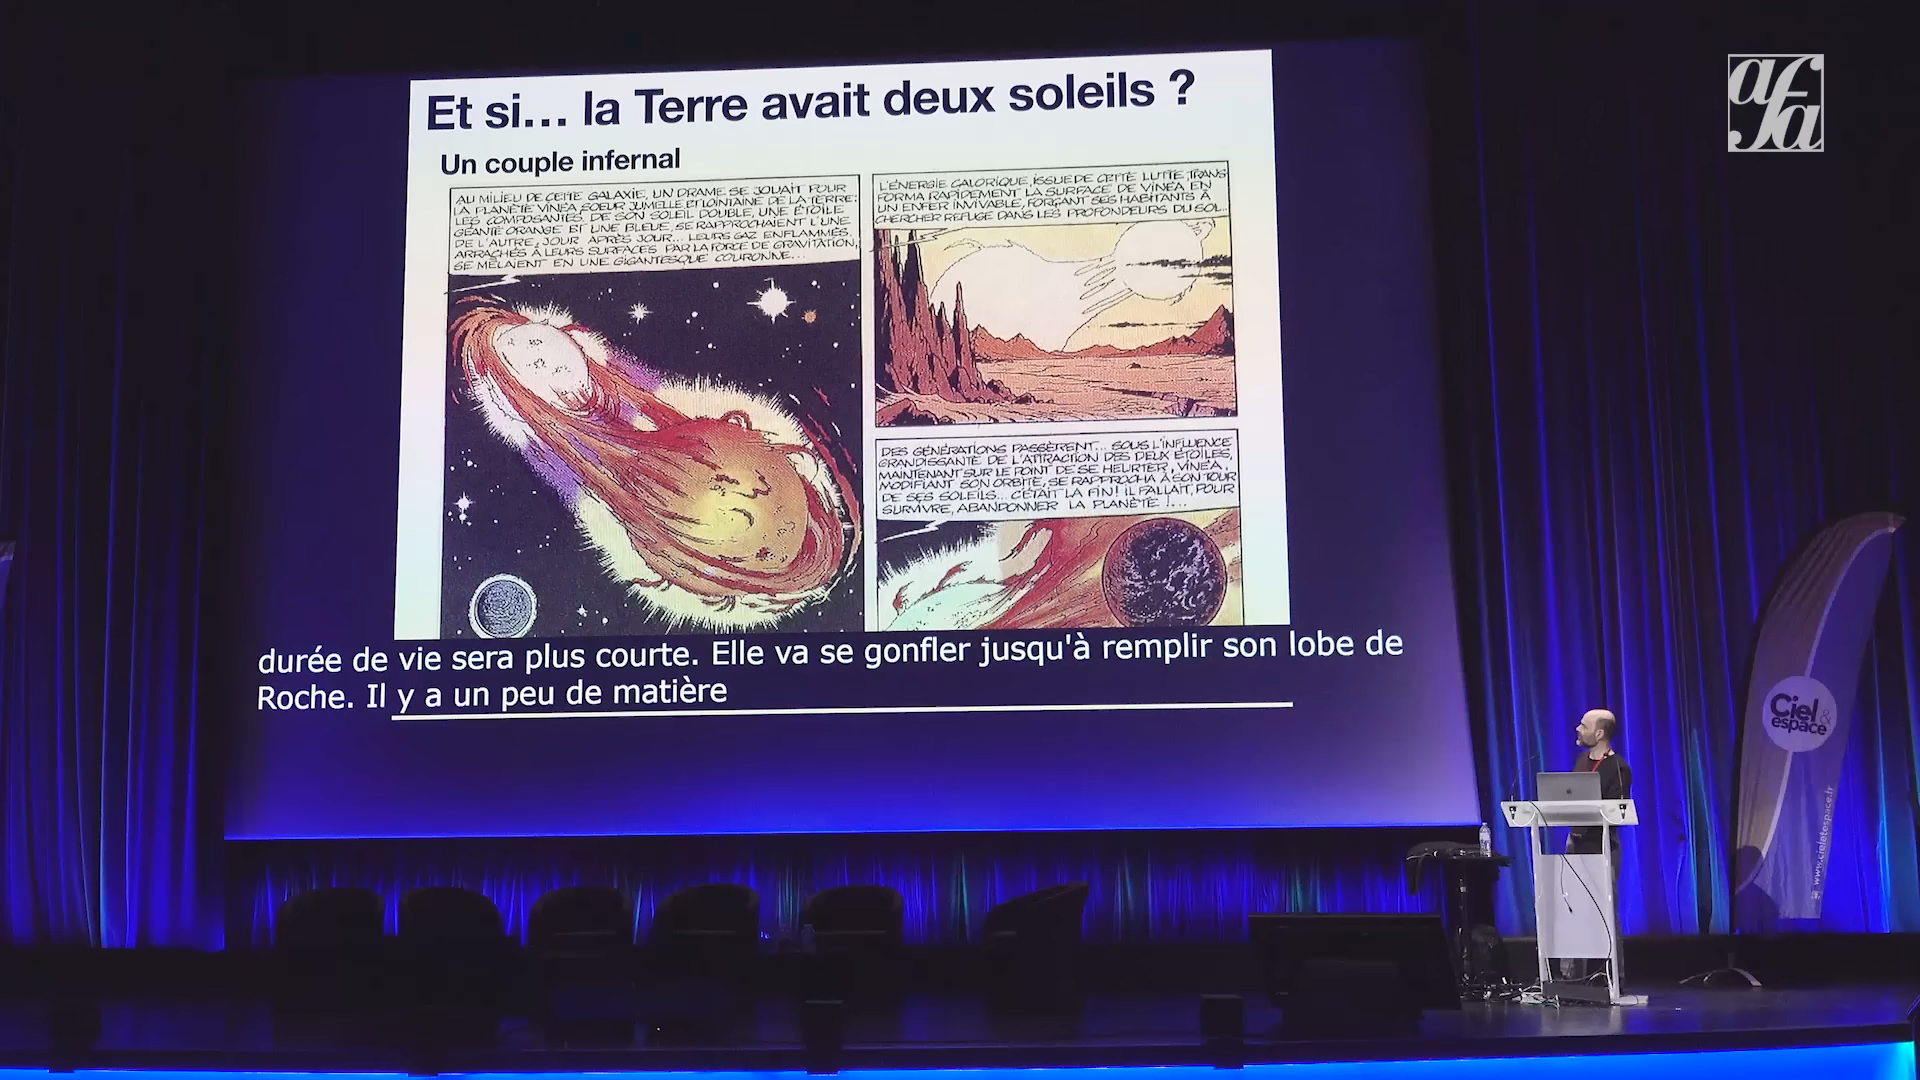 Et si... la Terre avait deux soleils ?
Un couple infernal
AU MILIEU DE CETTE GALAXIE, UN DRAME SE JOUAIT POUR
LA PLANÈTE VINÉA SOEUR JUMELLE ET LOINTAINE DE LA TERRE:
LES COMPOSANTES DE SON SOLEIL DOUBLE, UNE ÉTOILE
GÉANTE ORANGE ET UNE BLEUE, SE RAPPROCHAIENT L'UNE
DE L'AUTRE, JOUR APRÈS JOUR... LEURS GAZ ENFLAMMÉS,
ARRACHÉS À LEURS SURFACES PAR LA FORCE DE GRAVITATION,
SE MÊLAIENT EN UNE GIGANTESQUE COURONNE...
L'ÉNERGIE CALORIQUE, ISSUE DE CETTE LUTTE, TRANS
FORMA RAPIDEMENT LA SURFACE DE VINÉA EN
UN ENFER INVIVABLE, FORÇANT SES HABITANTS À
CHERCHER REFUGE DANS LES PROFONDEURS DU SOL.
DES GÉNÉRATIONS PASSÈRENT... SOUS L'INFLUENCE
GRANDISSANTE DE L'ATTRACTION DES DEUX ÉTOILES,
MAINTENANT SUR LE POINT DE SE HEURTER, VINÉA,
MODIFIANT SON ORBITE, SE RAPPROCHA À SON TOUR
DE SES SOLEILS... C'ÉTAIT LA FIN! IL FALLAIT, POUR
SURVIVRE, ABANDONNER LA PLANÈTE !...
durée de vie sera plus courte. Elle va se gonfler jusqu'à remplir son lobe de
Roche. Il y a un peu de matière
afa
Ciel &
espace
www.cieletespace.fr